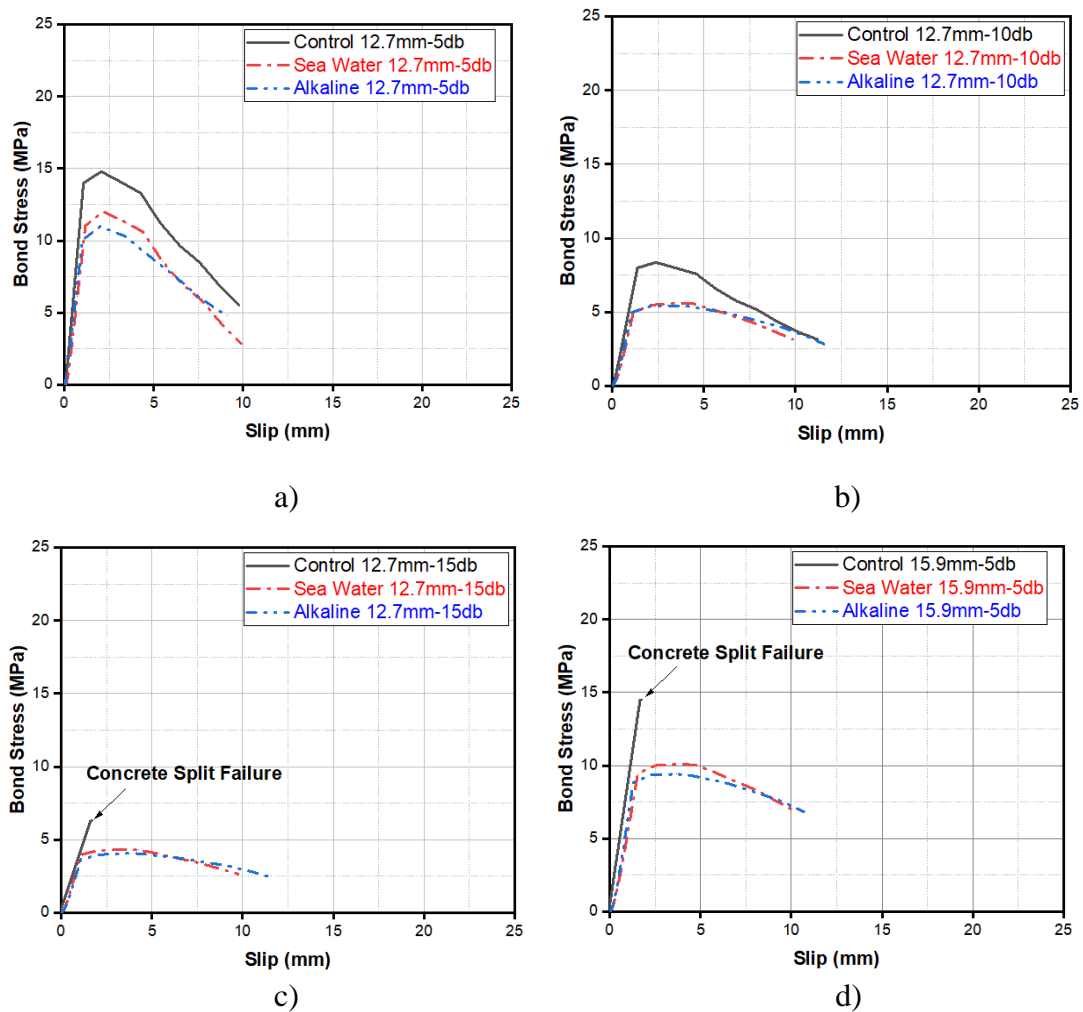 Control 12.7mm-5db
Sea Water 12.7mm-5db
Alkaline 12.7mm-5db
25
20
15
10
5
0
Bond Stress (MPa)
0 5 10 15 20 25
Slip (mm)
a)
Control 12.7mm-10db
Sea Water 12.7mm-10db
Alkaline 12.7mm-10db
25
20
15
10
5
0
Bond Stress (MPa)
0 5 10 15 20 25
Slip (mm)
b)
Control 12.7mm-15db
Sea Water 12.7mm-15db
Alkaline 12.7mm-15db
Concrete Split Failure
25
20
15
10
5
0
Bond Stress (MPa)
0 5 10 15 20 25
Slip (mm)
c)
Control 15.9mm-5db
Sea Water 15.9mm-5db
Alkaline 15.9mm-5db
Concrete Split Failure
25
20
15
10
5
0
Bond Stress (MPa)
0 5 10 15 20 25
Slip (mm)
d)